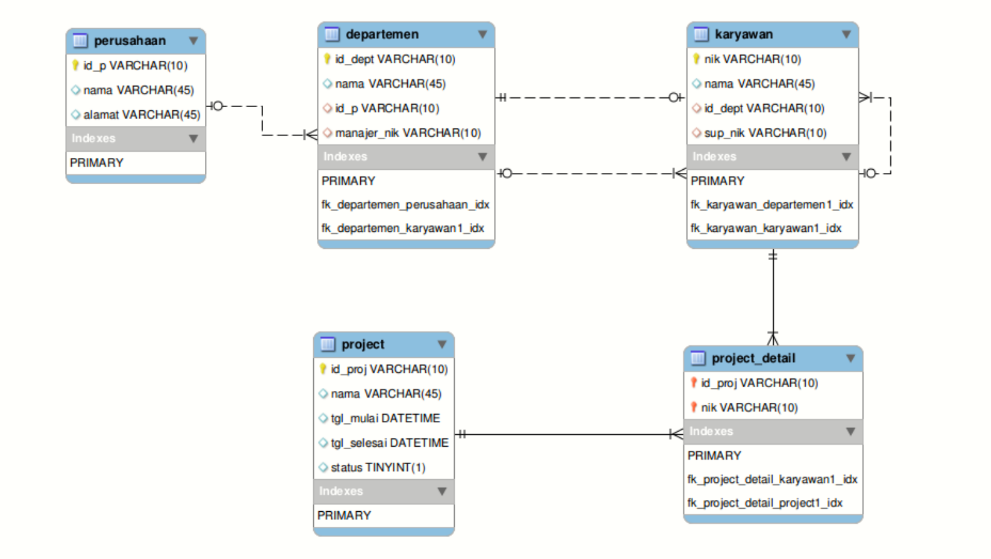 perusahaan
id_p VARCHAR(10)
nama VARCHAR(45)
alamat VARCHAR(45)
Indexes
PRIMARY
departemen
id_dept VARCHAR(10)
nama VARCHAR(45)
id_p VARCHAR(10)
manajer_nik VARCHAR(10)
Indexes
PRIMARY
fk_departemen_perusahaan_idx
fk_departemen_karyawan1_idx
karyawan
nik VARCHAR(10)
nama VARCHAR(45)
id_dept VARCHAR(10)
sup_nik VARCHAR(10)
Indexes
PRIMARY
fk_karyawan_departemen1_idx
fk_karyawan_karyawan1_idx
project
id_proj VARCHAR(10)
nama VARCHAR(45)
tgl_mulai DATETIME
tgl_selesai DATETIME
status TINYINT(1)
Indexes
PRIMARY
project_detail
id_proj VARCHAR(10)
nik VARCHAR(10)
Indexes
PRIMARY
fk_project_detail_karyawan1_idx
fk_project_detail_project1_idx